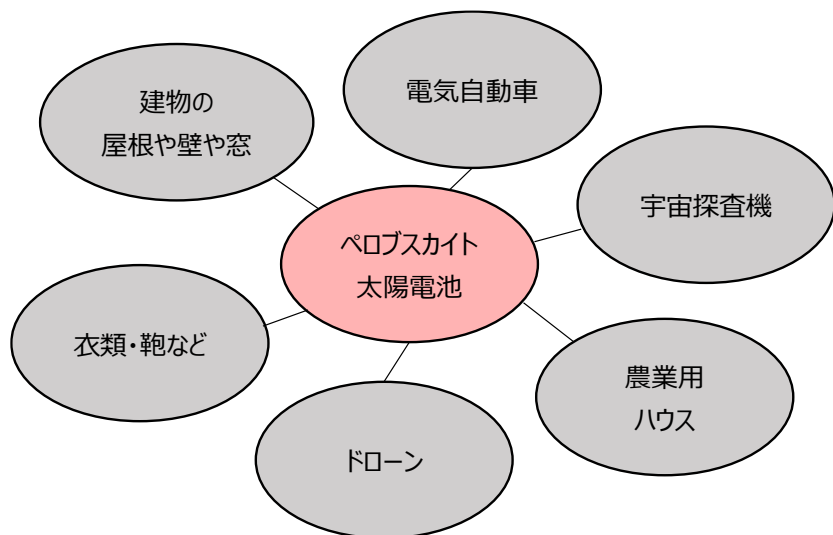 建物の
屋根や壁や窓
電気自動車
宇宙探査機
ペロブスカイト
太陽電池
衣類・鞄など
農業用
ハウス
ドローン